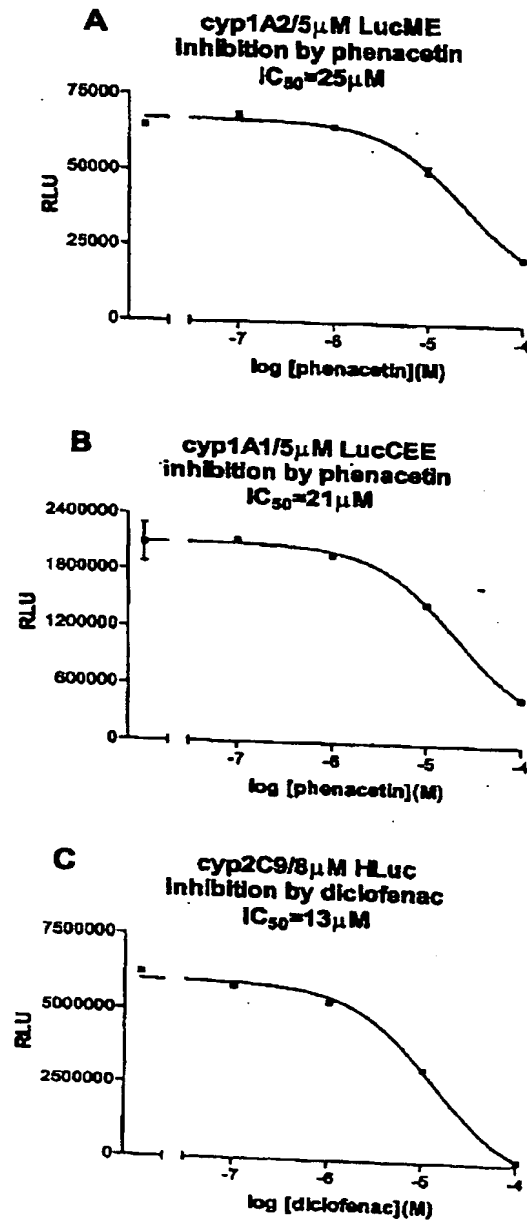 A
cyp1A2/5µM LucME
inhibition by phenacetin
IC50=25µM
75000
50000
25000
0
RLU
-7
-6
-5
-4
log [phenacetin](M)
B
cyp1A1/5µM LucCEE
inhibition by phenacetin
IC50=21µM
2400000
1800000
1200000
600000
0
RLU
-7
-6
-5
-4
log [phenacetin](M)
C
cyp2C9/8µM HLuc
inhibition by diclofenac
IC50=13µM
7500000
5000000
2500000
0
RLU
-7
-6
-5
-4
log [diclofenac](M)